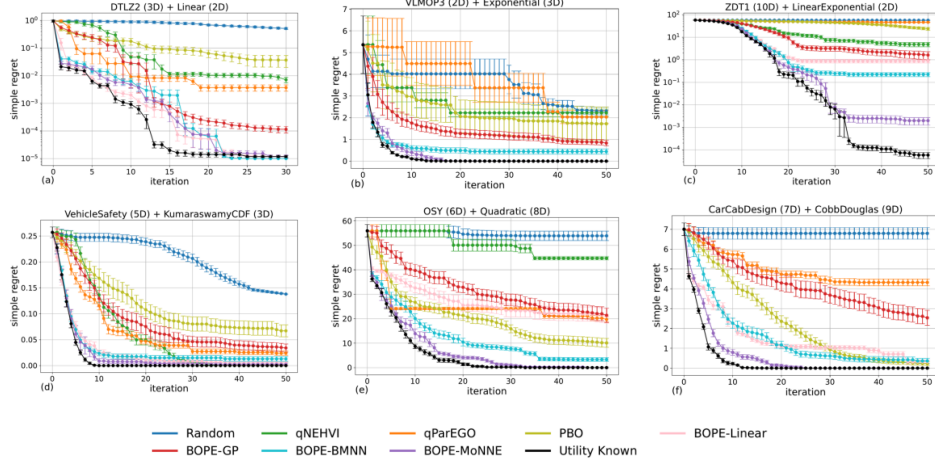 DTLZ2 (3D) + Linear (2D)
simple regret
10⁰
10⁻¹
10⁻²
10⁻³
10⁻⁴
10⁻⁵
(a)
0 5 10 15 20 25 30
iteration
VLMOP3 (2D) + Exponential (3D)
simple regret
7
6
5
4
3
2
1
0
(b)
0 10 20 30 40 50
iteration
ZDT1 (10D) + LinearExponential (2D)
simple regret
10²
10¹
10⁰
10⁻¹
10⁻²
10⁻³
10⁻⁴
(c)
0 10 20 30 40 50
iteration
VehicleSafety (5D) + KumaraswamyCDF (3D)
simple regret
0.30
0.25
0.20
0.15
0.10
0.05
0.00
(d)
0 10 20 30 40 50
iteration
OSY (6D) + Quadratic (8D)
simple regret
60
50
40
30
20
10
0
(e)
0 10 20 30 40 50
iteration
CarCabDesign (7D) + CobbDouglas (9D)
simple regret
7
6
5
4
3
2
1
0
(f)
0 10 20 30 40 50
iteration
Random qNEHVI qParEGO PBO BOPE-Linear
BOPE-GP BOPE-BMNN BOPE-MoNNE Utility Known